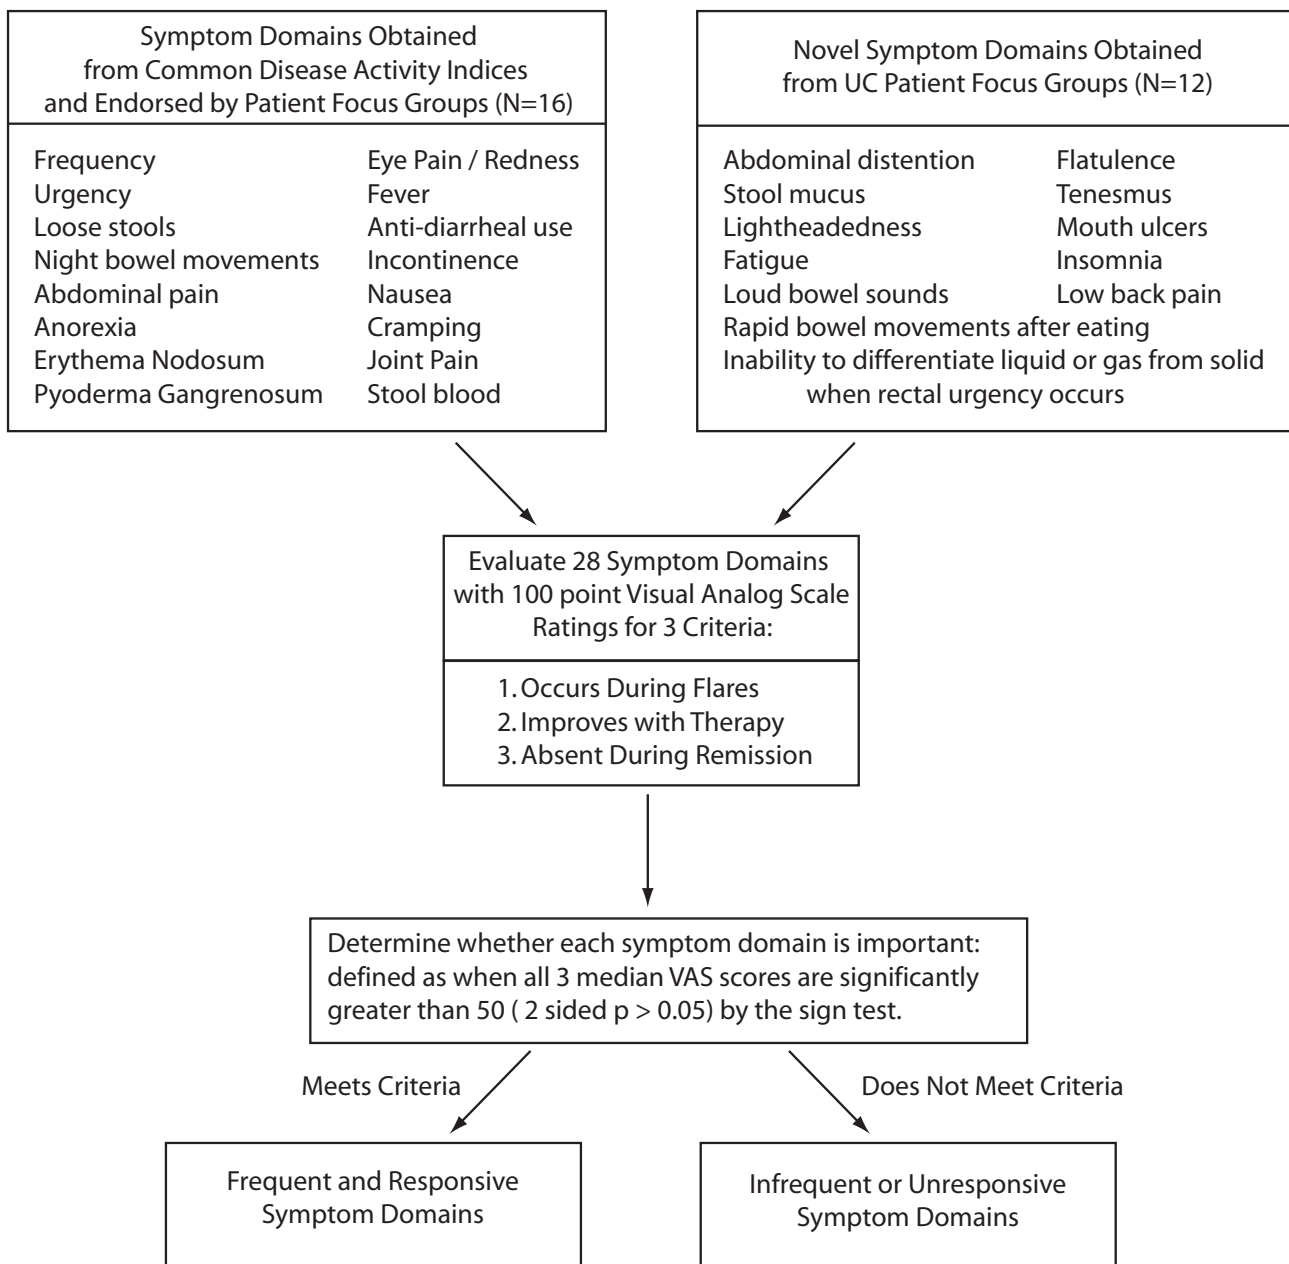 Symptom Domains Obtained
from Common Disease Activity Indices
and Endorsed by Patient Focus Groups (N=16)
Frequency
Urgency
Loose stools
Night bowel movements
Abdominal pain
Anorexia
Erythema Nodosum
Pyoderma Gangrenosum
Eye Pain / Redness
Fever
Anti-diarrheal use
Incontinence
Nausea
Cramping
Joint Pain
Stool blood
Novel Symptom Domains Obtained
from UC Patient Focus Groups (N=12)
Abdominal distention
Stool mucus
Lightheadedness
Fatigue
Loud bowel sounds
Flatulence
Tenesmus
Mouth ulcers
Insomnia
Low back pain
Rapid bowel movements after eating
Inability to differentiate liquid or gas from solid
when rectal urgency occurs
Evaluate 28 Symptom Domains
with 100 point Visual Analog Scale
Ratings for 3 Criteria:
1. Occurs During Flares
2. Improves with Therapy
3. Absent During Remission
Determine whether each symptom domain is important:
defined as when all 3 median VAS scores are significantly
greater than 50 ( 2 sided p > 0.05) by the sign test.
Meets Criteria
Does Not Meet Criteria
Frequent and Responsive
Symptom Domains
Infrequent or Unresponsive
Symptom Domains